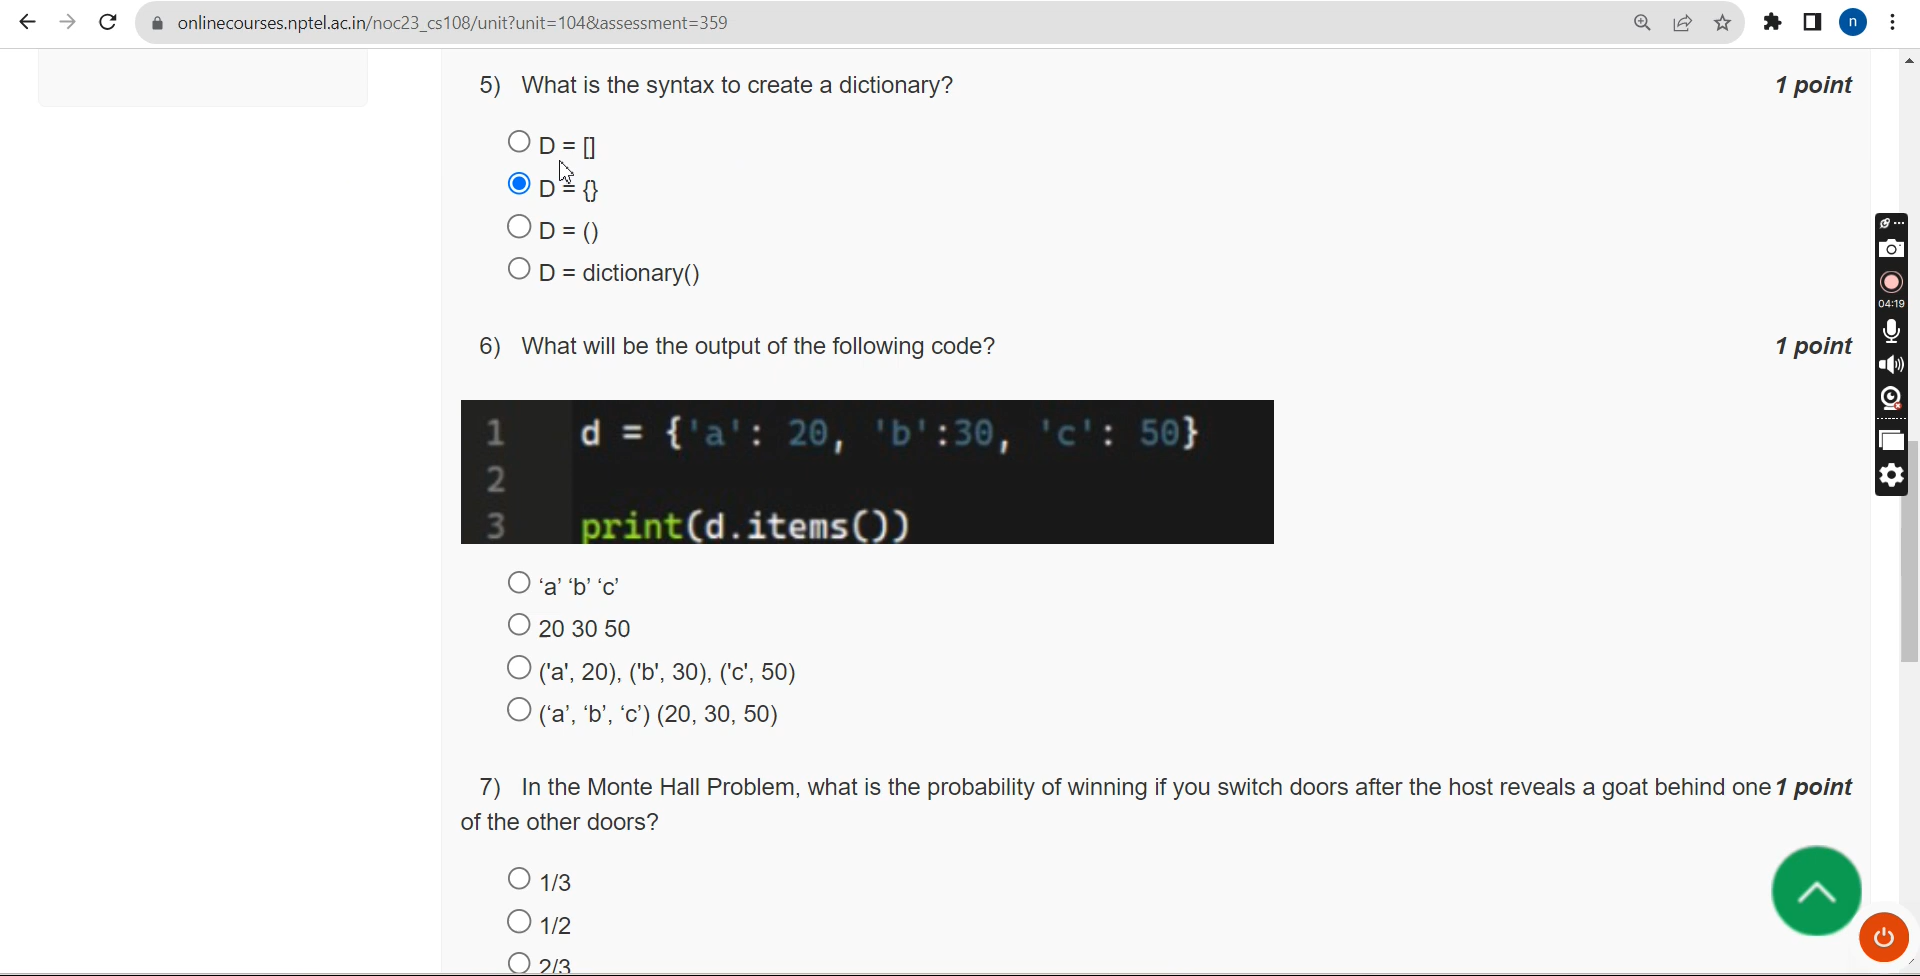 onlinecourses.nptel.ac.in/noc23_cs108/unit?unit=104&assessment=359
n
5) What is the syntax to create a dictionary? 1 point
D = []
D = {}
D = ()
D = dictionary()
04:19
6) What will be the output of the following code? 1 point
1 d = {'a': 20, 'b':30, 'c': 50}
2
3 print(d.items())
‘a’ ‘b’ ‘c’
20 30 50
('a', 20), ('b', 30), ('c', 50)
(‘a’, ‘b’, ‘c’) (20, 30, 50)
7) In the Monte Hall Problem, what is the probability of winning if you switch doors after the host reveals a goat behind one 1 point
of the other doors?
1/3
1/2
2/3